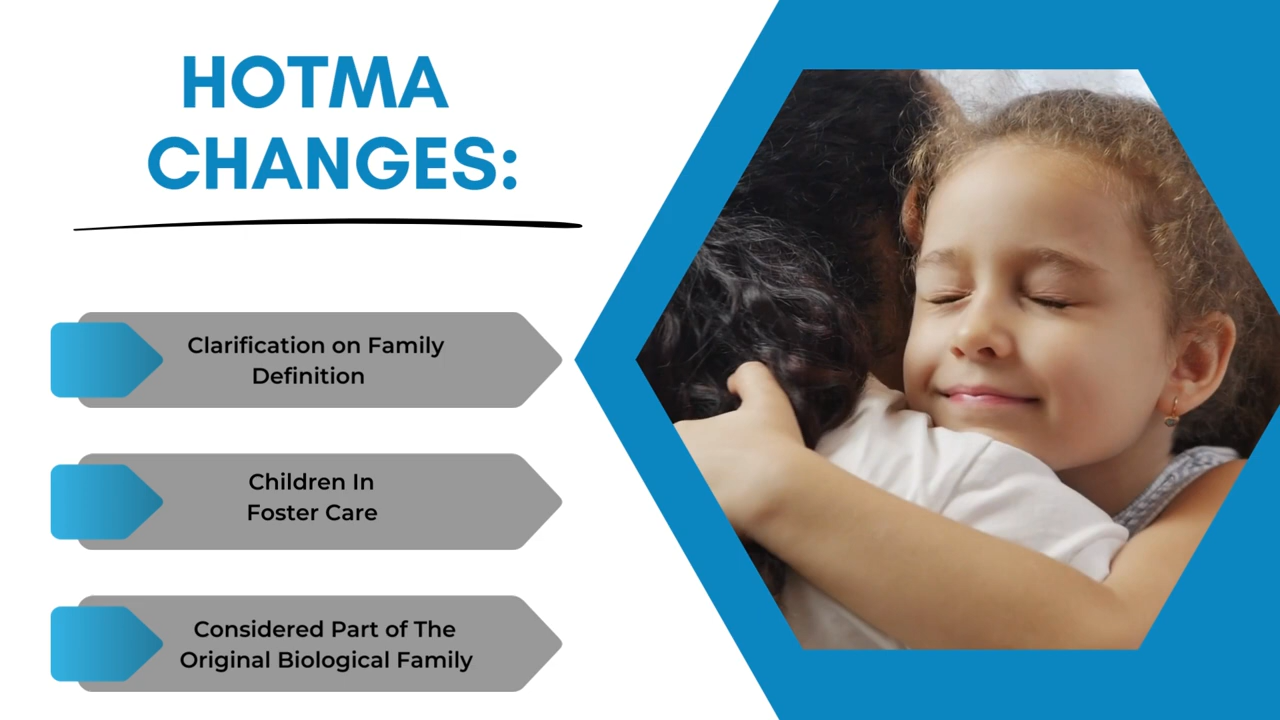 HOTMA
CHANGES:
Clarification on Family
Definition
Children In
Foster Care
Considered Part of The
Original Biological Family